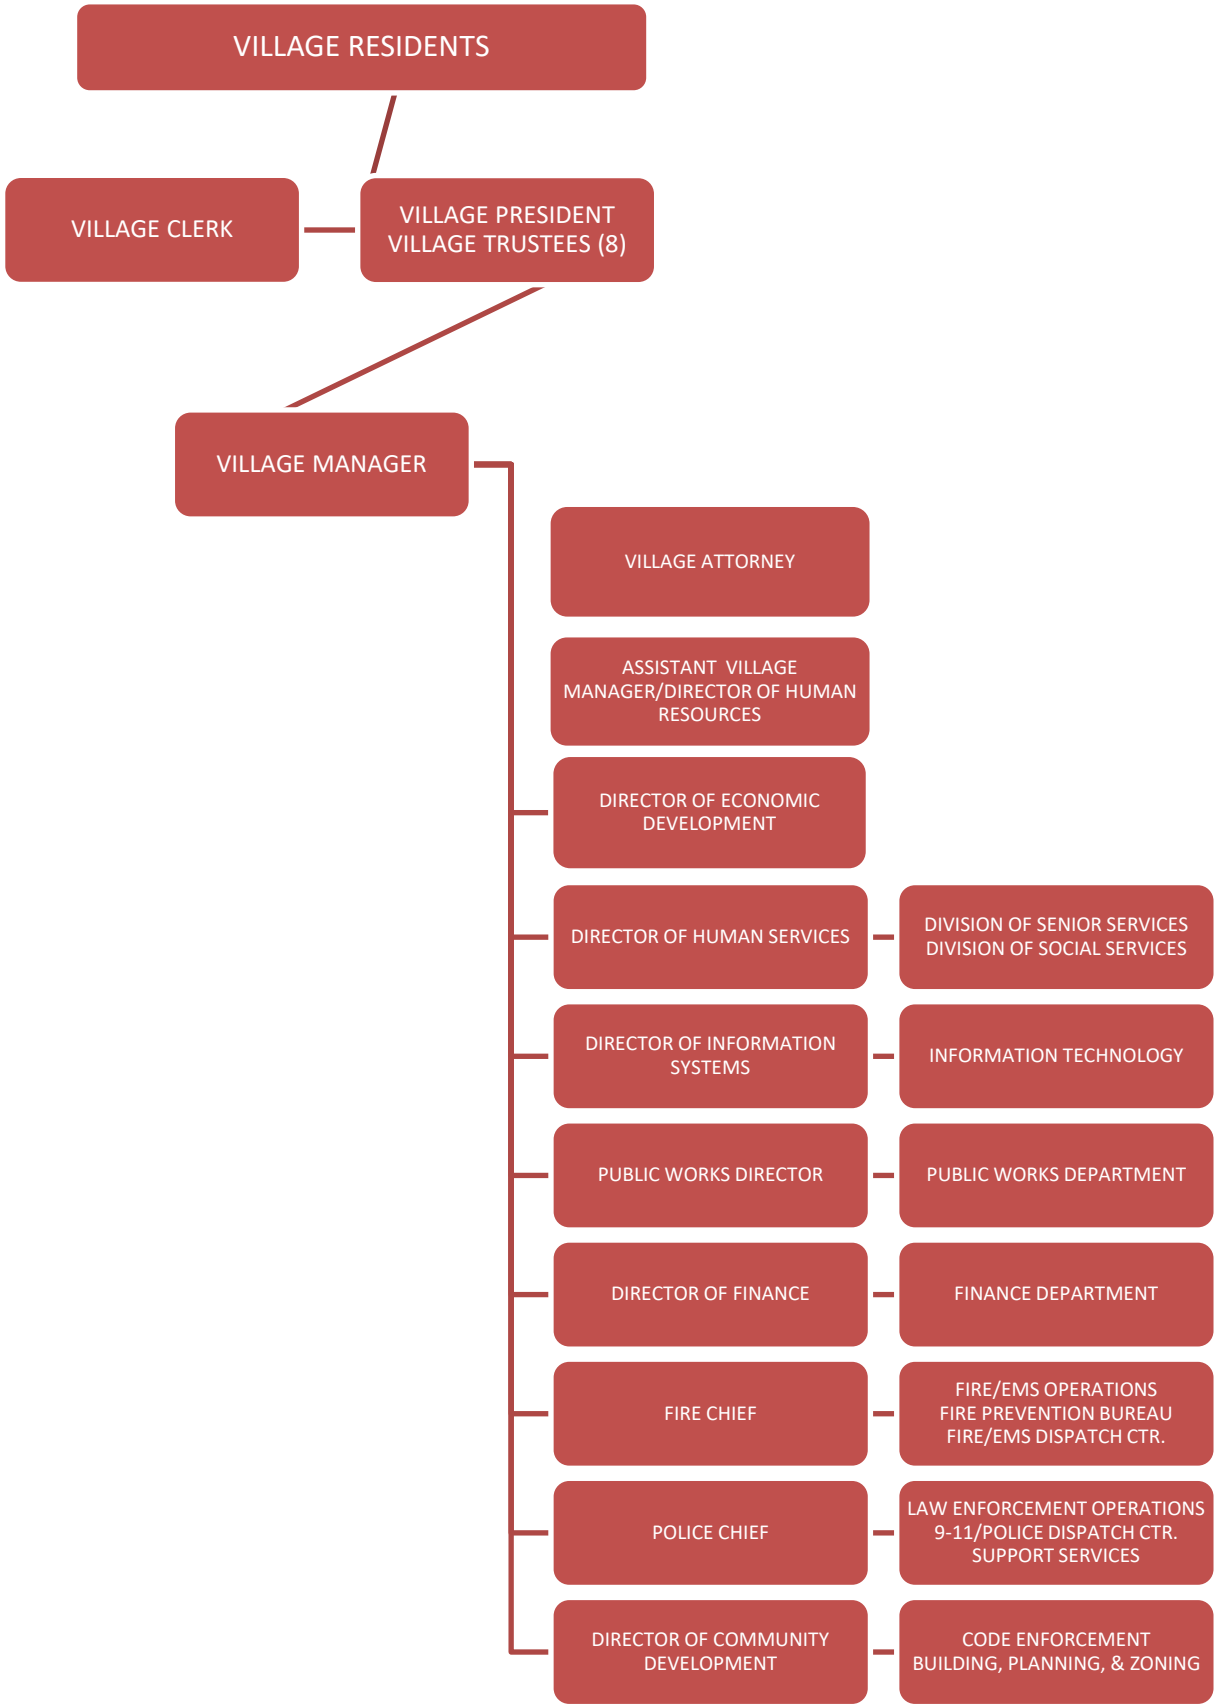 VILLAGE RESIDENTS
VILLAGE CLERK
VILLAGE PRESIDENT
VILLAGE TRUSTEES (8)
VILLAGE MANAGER
VILLAGE ATTORNEY
ASSISTANT VILLAGE
MANAGER/DIRECTOR OF HUMAN
RESOURCES
DIRECTOR OF ECONOMIC
DEVELOPMENT
DIRECTOR OF HUMAN SERVICES
DIVISION OF SENIOR SERVICES
DIVISION OF SOCIAL SERVICES
DIRECTOR OF INFORMATION
SYSTEMS
INFORMATION TECHNOLOGY
PUBLIC WORKS DIRECTOR
PUBLIC WORKS DEPARTMENT
DIRECTOR OF FINANCE
FINANCE DEPARTMENT
FIRE CHIEF
FIRE/EMS OPERATIONS
FIRE PREVENTION BUREAU
FIRE/EMS DISPATCH CTR.
POLICE CHIEF
LAW ENFORCEMENT OPERATIONS
9-11/POLICE DISPATCH CTR.
SUPPORT SERVICES
DIRECTOR OF COMMUNITY
DEVELOPMENT
CODE ENFORCEMENT
BUILDING, PLANNING, & ZONING